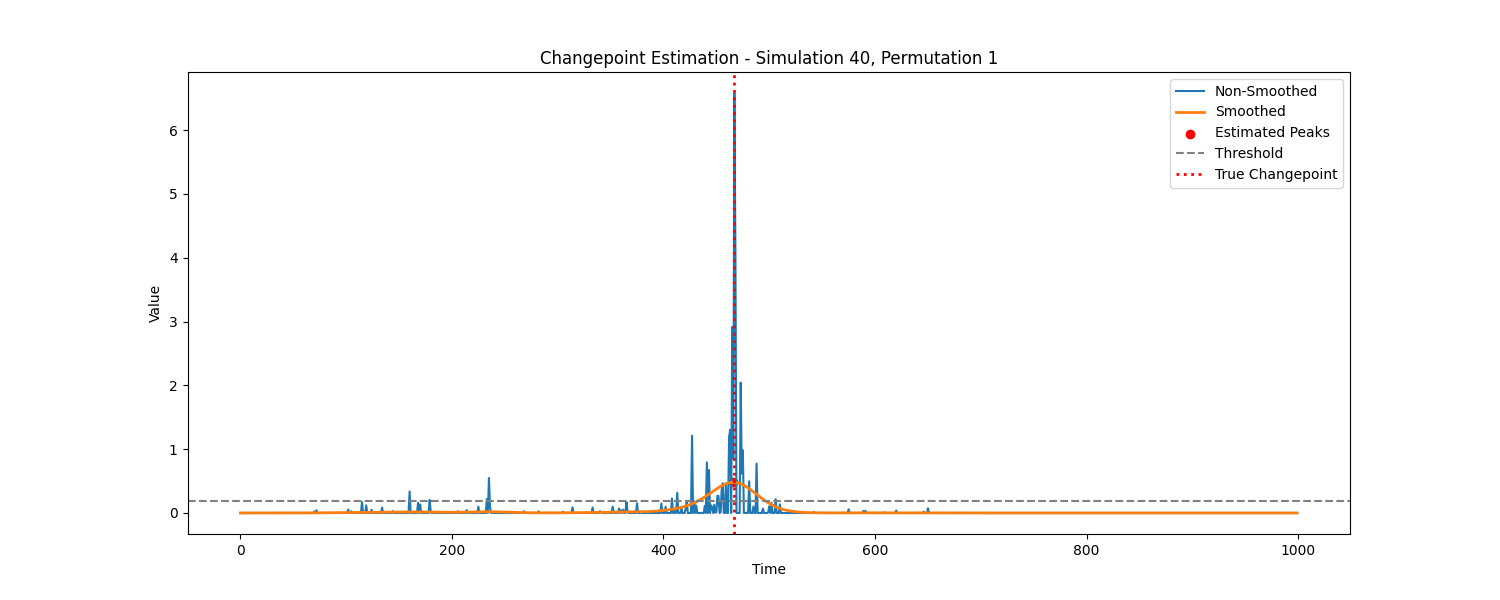 Changepoint Estimation - Simulation 40, Permutation 1
Non-Smoothed
Smoothed
Estimated Peaks
Threshold
True Changepoint
6
5
4
3
2
1
0
Value
0 200 400 600 800 1000
Time